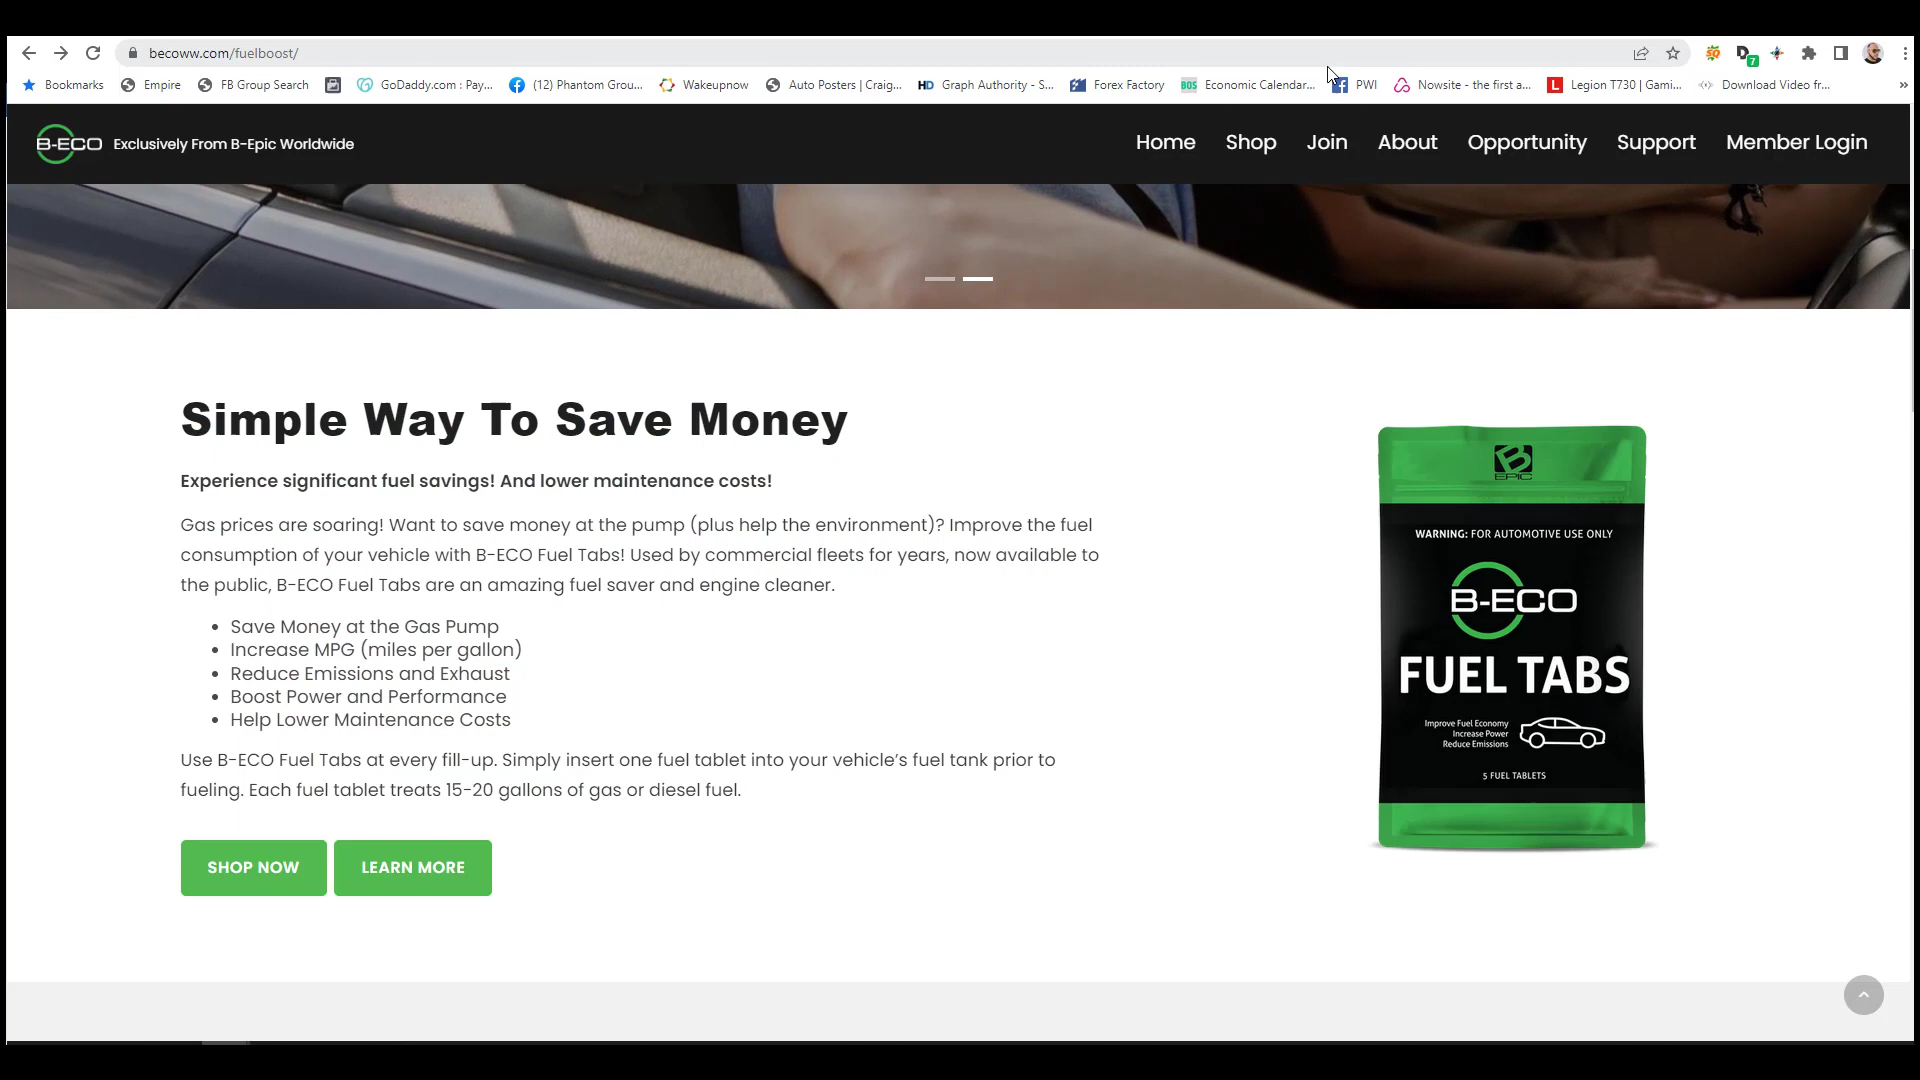 becoww.com/fuelboost/
7
Bookmarks Empire FB Group Search GoDaddy.com : Pay... (12) Phantom Grou... Wakeupnow Auto Posters | Craig... HD Graph Authority - S... Forex Factory BOS Economic Calendar... PWI Nowsite - the first a... L Legion T730 | Gami... Download Video fr... »
B-ECO Exclusively From B-Epic Worldwide
Home Shop Join About Opportunity Support Member Login
Simple Way To Save Money
Experience significant fuel savings! And lower maintenance costs!
Gas prices are soaring! Want to save money at the pump (plus help the environment)? Improve the fuel
consumption of your vehicle with B-ECO Fuel Tabs! Used by commercial fleets for years, now available to
the public, B-ECO Fuel Tabs are an amazing fuel saver and engine cleaner.
• Save Money at the Gas Pump
• Increase MPG (miles per gallon)
• Reduce Emissions and Exhaust
• Boost Power and Performance
• Help Lower Maintenance Costs
Use B-ECO Fuel Tabs at every fill-up. Simply insert one fuel tablet into your vehicle’s fuel tank prior to
fueling. Each fuel tablet treats 15-20 gallons of gas or diesel fuel.
SHOP NOW LEARN MORE
B
EPIC
WARNING: FOR AUTOMOTIVE USE ONLY
B-ECO
FUEL TABS
Improve Fuel Economy
Increase Power
Reduce Emissions
5 FUEL TABLETS